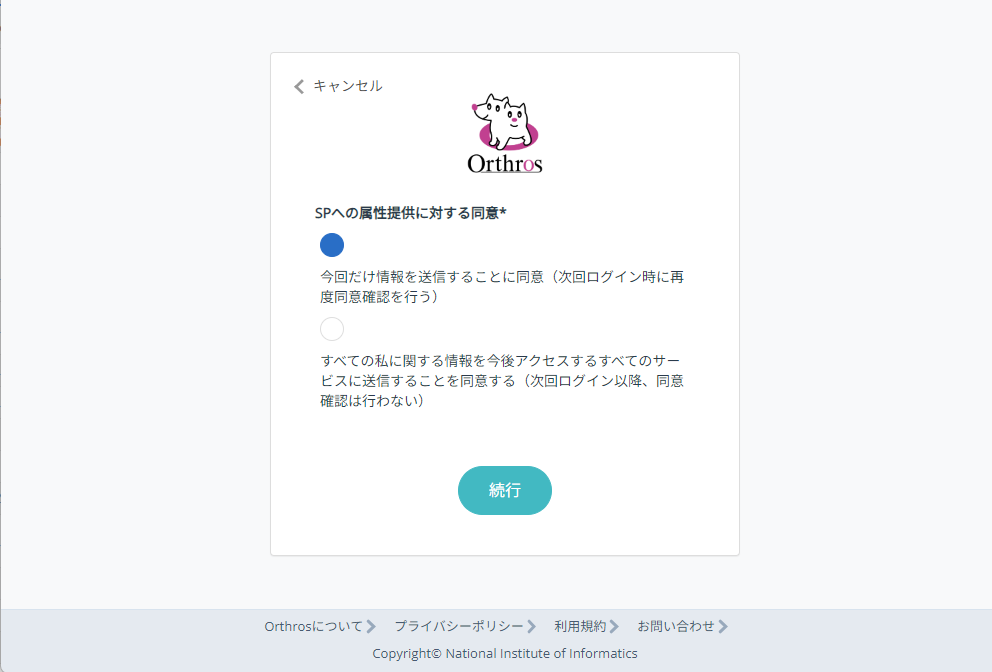 キャンセル
Orthros
SPへの属性提供に対する同意*
今回だけ情報を送信することに同意（次回ログイン時に再
度同意確認を行う）
すべての私に関する情報を今後アクセスするすべてのサー
ビスに送信することを同意する（次回ログイン以降、同意
確認は行わない）
続行
Orthrosについて プライバシーポリシー 利用規約 お問い合わせ
Copyright© National Institute of Informatics